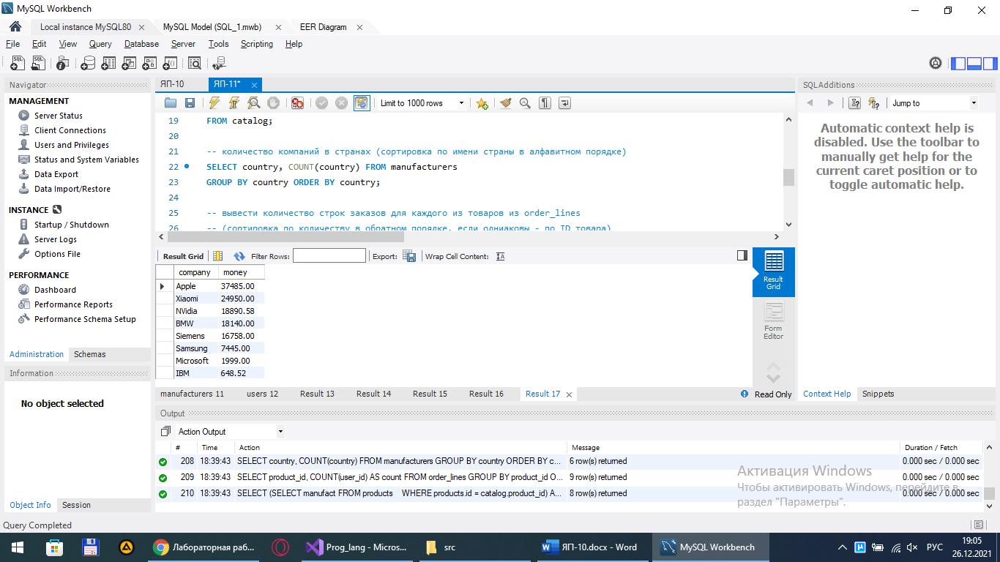 MySQL Workbench
Local instance MySQL80
MySQL Model (SQL_1.mwb)
EER Diagram
File Edit View Query Database Server Tools Scripting Help
Navigator
MANAGEMENT
Server Status
Client Connections
Users and Privileges
Status and System Variables
Data Export
Data Import/Restore
INSTANCE
Startup / Shutdown
Server Logs
Options File
PERFORMANCE
Dashboard
Performance Reports
Performance Schema Setup
Administration Schemas
Information
No object selected
Object Info Session
ЯП-10 ЯП-11*
Limit to 1000 rows
19 FROM catalog;
20
21 -- количество компаний в странах (сортировка по имени страны в алфавитном порядке)
22 SELECT country, COUNT(country) FROM manufacturers
23 GROUP BY country ORDER BY country;
24
25 -- вывести количество строк заказов для каждого из товаров из order_lines
26 -- (сортировка по количеству в обратном порядке, если одниаковы - по ID товара)
Result Grid Filter Rows: Export: Wrap Cell Content:
company money
Apple 37485.00
Xiaomi 24950.00
NVidia 18890.58
BMW 18140.00
Siemens 16758.00
Samsung 7445.00
Microsoft 1999.00
IBM 648.52
Result Grid
Form Editor
manufacturers 11 users 12 Result 13 Result 14 Result 15 Result 16 Result 17
Read Only
SQLAdditions
Jump to
Automatic context help is
disabled. Use the toolbar to
manually get help for the
current caret position or to
toggle automatic help.
Context Help Snippets
Output
Action Output
# Time Action Message Duration / Fetch
208 18:39:43 SELECT country, COUNT(country) FROM manufacturers GROUP BY country ORDER BY c... 6 row(s) returned 0.000 sec / 0.000 sec
209 18:39:43 SELECT product_id, COUNT(user_id) AS count FROM order_lines GROUP BY product_id O... 9 row(s) returned 0.000 sec / 0.000 sec
210 18:39:43 SELECT (SELECT manufact FROM products WHERE products.id = catalog.product_id) A... 8 row(s) returned 0.000 sec / 0.000 sec
Активация Windows
Чтобы активировать Windows, перейдите в
раздел "Параметры".
Query Completed
Лабораторная раб...
Prog_lang - Micros...
src
ЯП-10.docx - Word
MySQL Workbench
РУС
19:05
26.12.2021